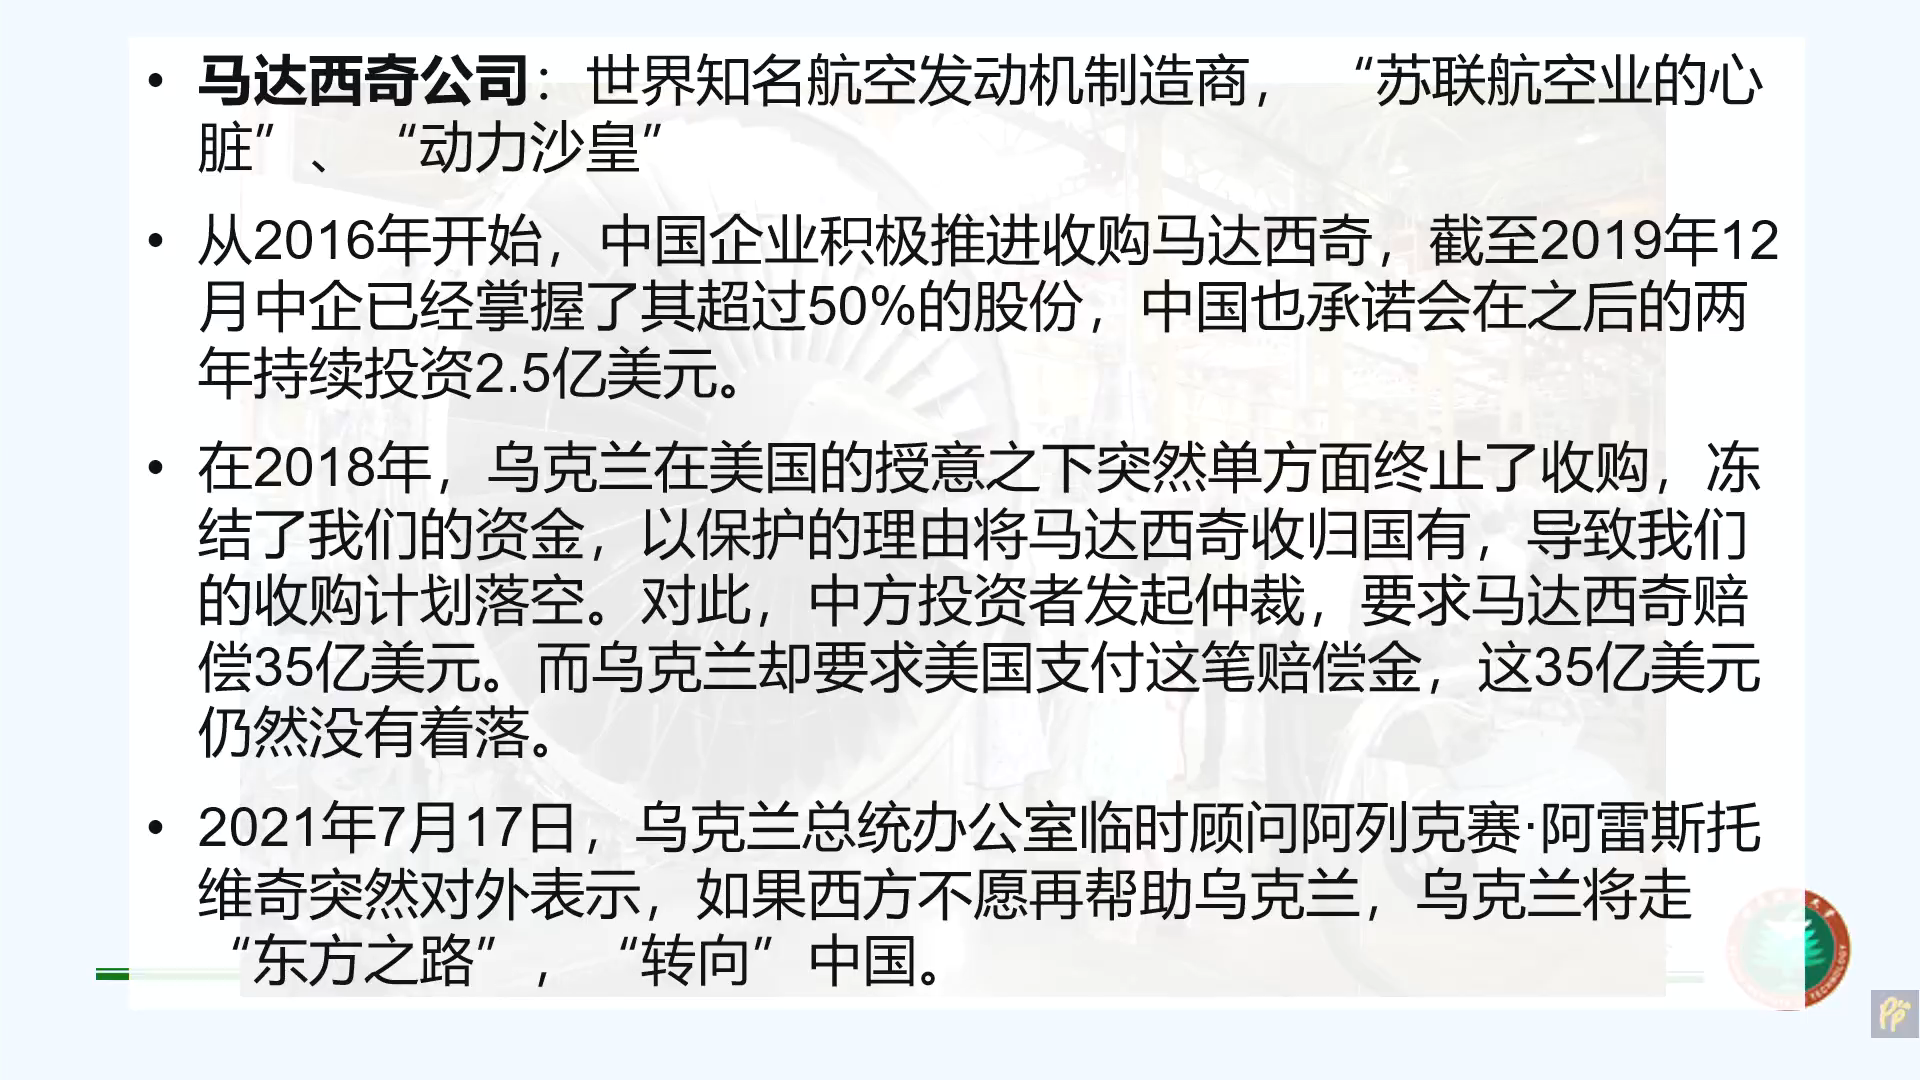 • 马达西奇公司：世界知名航空发动机制造商，“苏联航空业的心
脏”、“动力沙皇”
• 从2016年开始，中国企业积极推进收购马达西奇，截至2019年12
月中企已经掌握了其超过50%的股份，中国也承诺会在之后的两
年持续投资2.5亿美元。
• 在2018年，乌克兰在美国的授意之下突然单方面终止了收购，冻
结了我们的资金，以保护的理由将马达西奇收归国有，导致我们
的收购计划落空。对此，中方投资者发起仲裁，要求马达西奇赔
偿35亿美元。而乌克兰却要求美国支付这笔赔偿金，这35亿美元
仍然没有着落。
• 2021年7月17日，乌克兰总统办公室临时顾问阿列克赛·阿雷斯托
维奇突然对外表示，如果西方不愿再帮助乌克兰，乌克兰将走
“东方之路”，“转向”中国。